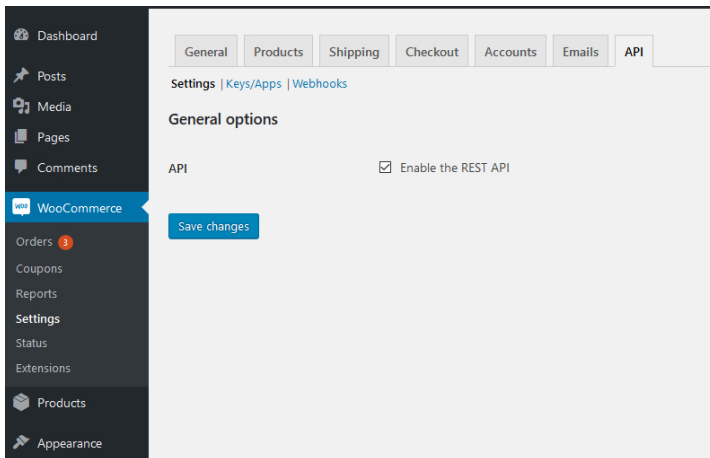 Dashboard
Posts
Media
Pages
Comments
woo WooCommerce
Orders 3
Coupons
Reports
Settings
Status
Extensions
Products
Appearance
General Products Shipping Checkout Accounts Emails API
Settings | Keys/Apps | Webhooks
General options
API Enable the REST API
Save changes